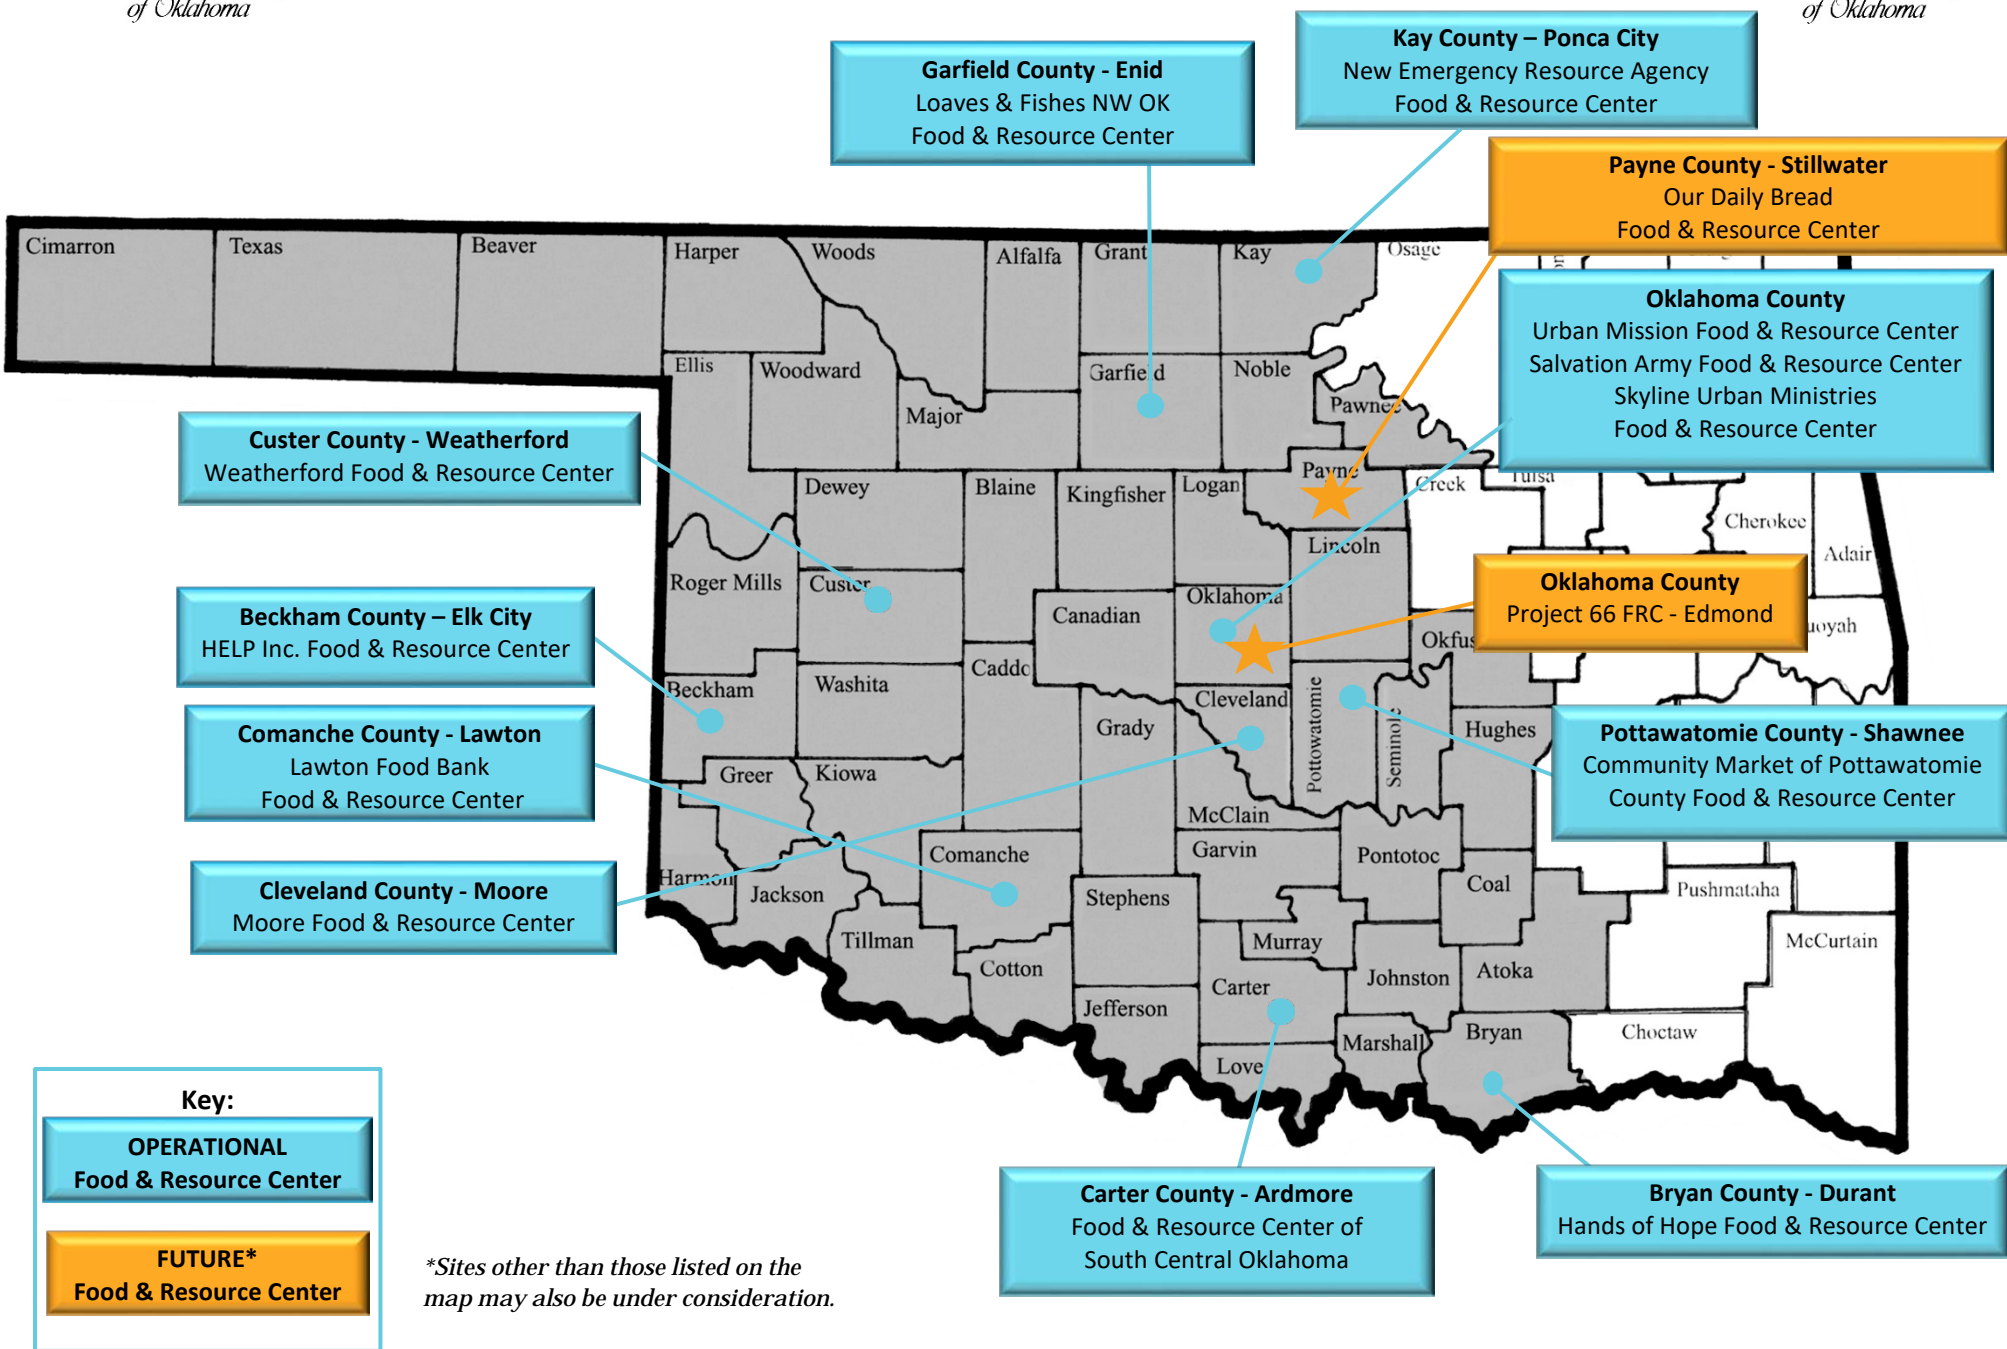 of Oklahoma
of Oklahoma
Kay County – Ponca City
New Emergency Resource Agency
Food & Resource Center
Garfield County - Enid
Loaves & Fishes NW OK
Food & Resource Center
Payne County - Stillwater
Our Daily Bread
Food & Resource Center
Oklahoma County
Urban Mission Food & Resource Center
Salvation Army Food & Resource Center
Skyline Urban Ministries
Food & Resource Center
Cimarron
Texas
Beaver
Harper
Woods
Alfalfa
Grant
Kay
Osage
Ellis
Woodward
Major
Garfield
Noble
Pawnee
Custer County - Weatherford
Weatherford Food & Resource Center
Dewey
Blaine
Kingfisher
Logan
Payne
Creek
Tulsa
Cherokee
Adair
Lincoln
Roger Mills
Custer
Canadian
Oklahoma
Oklahoma County
Project 66 FRC - Edmond
Okfus
uoyah
Beckham County – Elk City
HELP Inc. Food & Resource Center
Beckham
Washita
Caddo
Grady
Cleveland
Pottowatomie
Seminole
Hughes
Pottawatomie County - Shawnee
Community Market of Pottawatomie
County Food & Resource Center
Comanche County - Lawton
Lawton Food Bank
Food & Resource Center
Greer
Kiowa
McClain
Cleveland County - Moore
Moore Food & Resource Center
Harmon
Jackson
Comanche
Stephens
Garvin
Pontotoc
Coal
Pushmataha
McCurtain
Tillman
Cotton
Murray
Johnston
Atoka
Carter
Jefferson
Love
Marshall
Bryan
Choctaw
Key:
OPERATIONAL
Food & Resource Center
FUTURE*
Food & Resource Center
*Sites other than those listed on the
map may also be under consideration.
Carter County - Ardmore
Food & Resource Center of
South Central Oklahoma
Bryan County - Durant
Hands of Hope Food & Resource Center